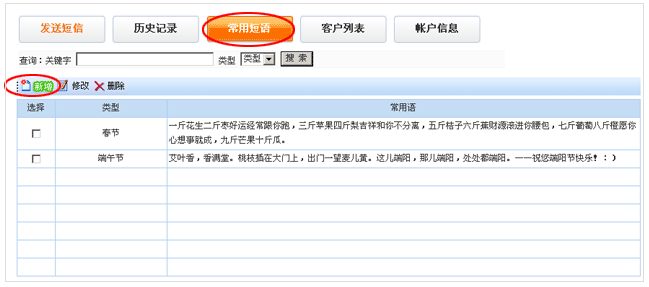 发送短信 历史记录 常用短语 客户列表 帐户信息
查询：关键字 类型 类型 搜 索
新增 修改 删除
选择 类型 常用语
春节 一斤花生二斤枣好运经常跟你跑，三斤苹果四斤梨吉祥和你不分离，五斤桔子六斤蕉财源滚进你腰包，七斤葡萄八斤橙愿你
心想事就成，九斤芒果十斤瓜。
端午节 艾叶香，香满堂。桃枝插在大门上，出门一望麦儿黄。这儿端阳，那儿端阳，处处都端阳。——祝您端阳节快乐！：）